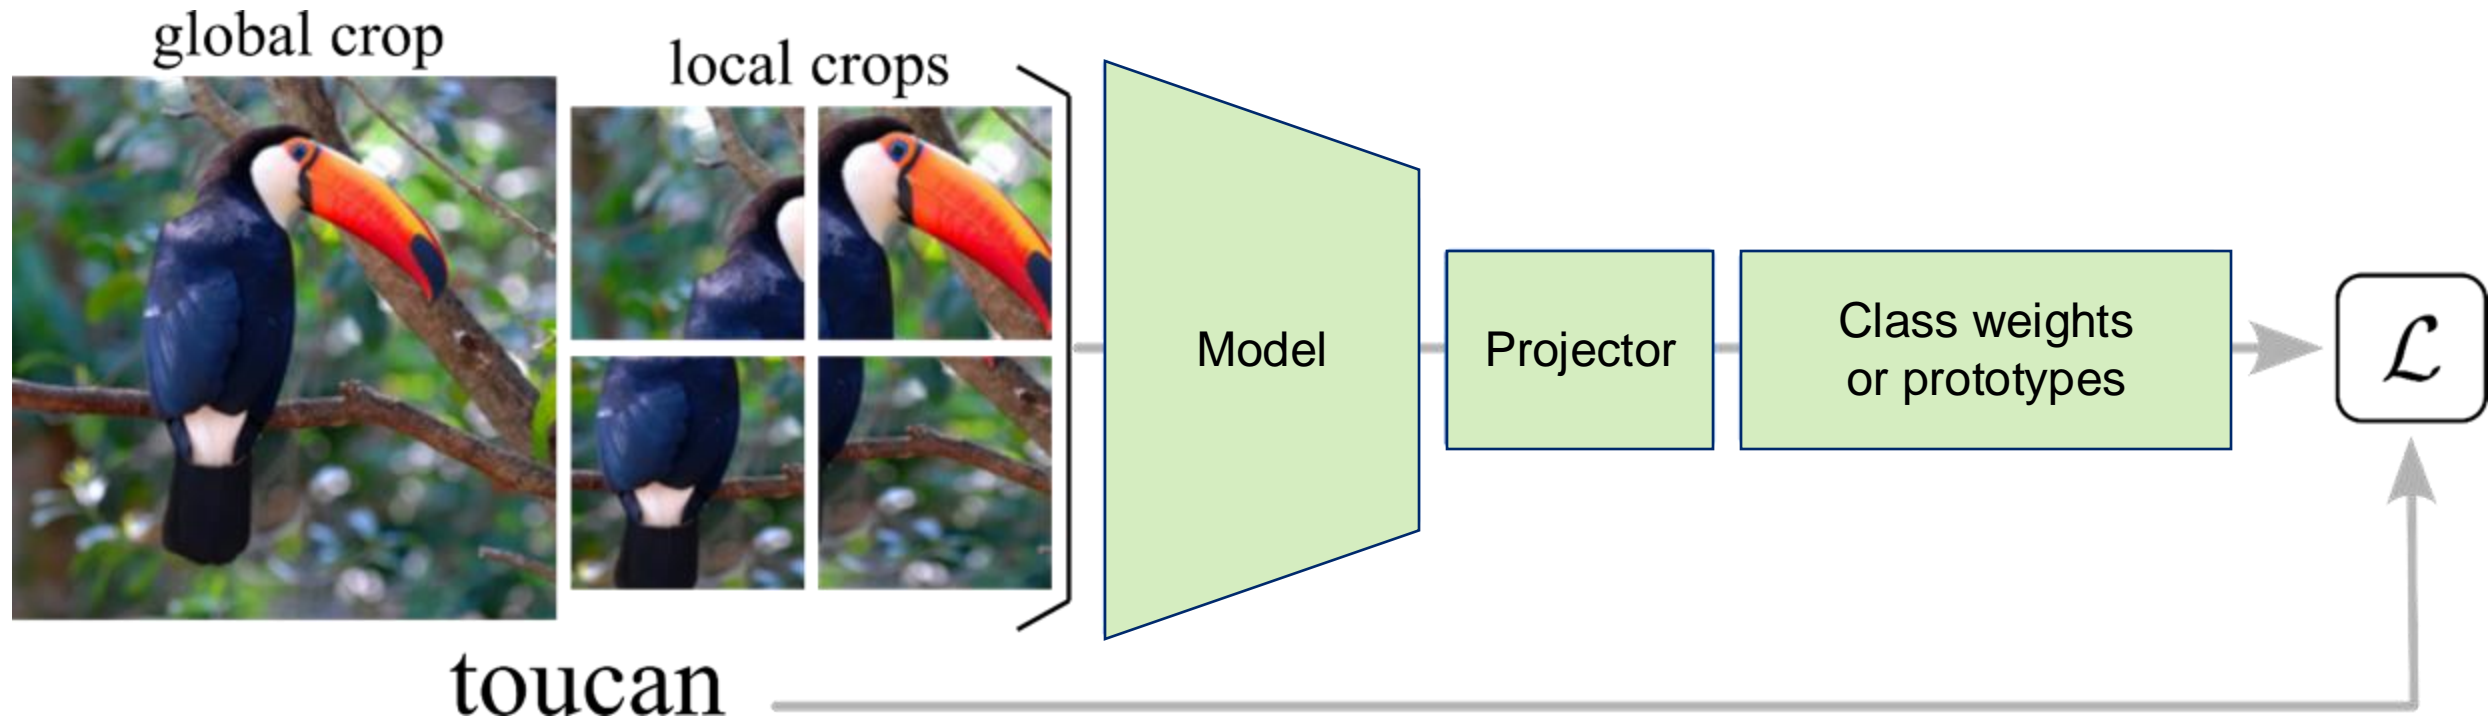 global crop
local crops
Model
Projector
Class weights
or prototypes
ℒ
toucan